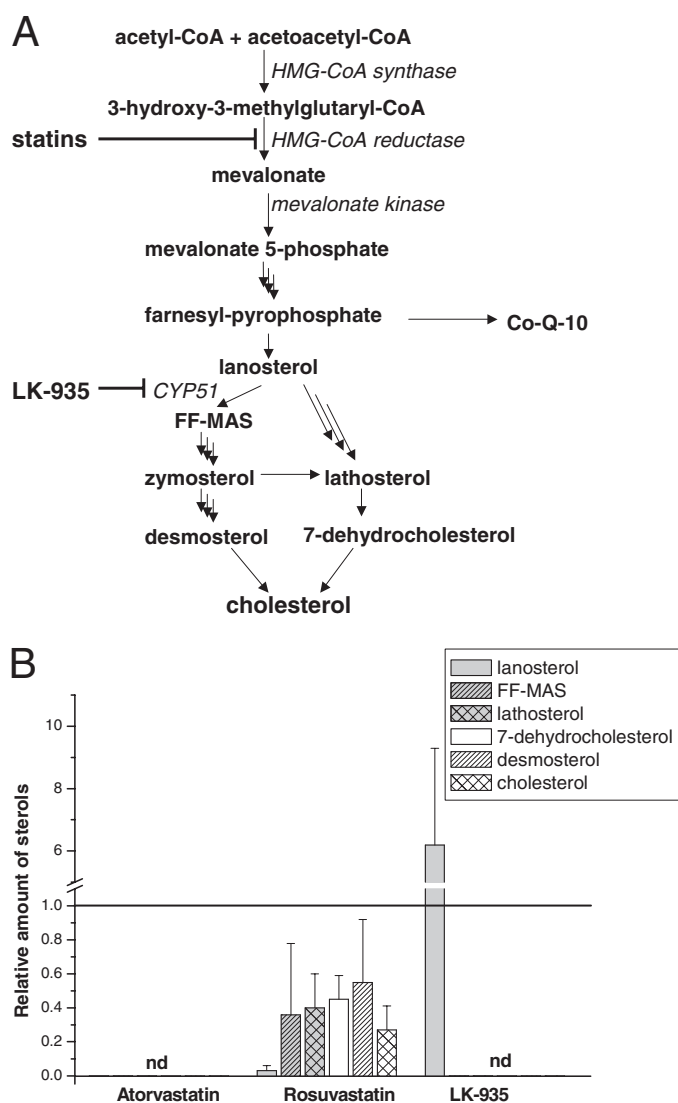 A
acetyl-CoA + acetoacetyl-CoA
HMG-CoA synthase
3-hydroxy-3-methylglutaryl-CoA
statins
HMG-CoA reductase
mevalonate
mevalonate kinase
mevalonate 5-phosphate
farnesyl-pyrophosphate
Co-Q-10
lanosterol
LK-935
CYP51
FF-MAS
zymosterol
lathosterol
desmosterol
7-dehydrocholesterol
cholesterol
B
lanosterol
FF-MAS
lathosterol
7-dehydrocholesterol
desmosterol
cholesterol
Relative amount of sterols
10
8
6
1.0
0.8
0.6
0.4
0.2
0.0
nd
nd
Atorvastatin
Rosuvastatin
LK-935